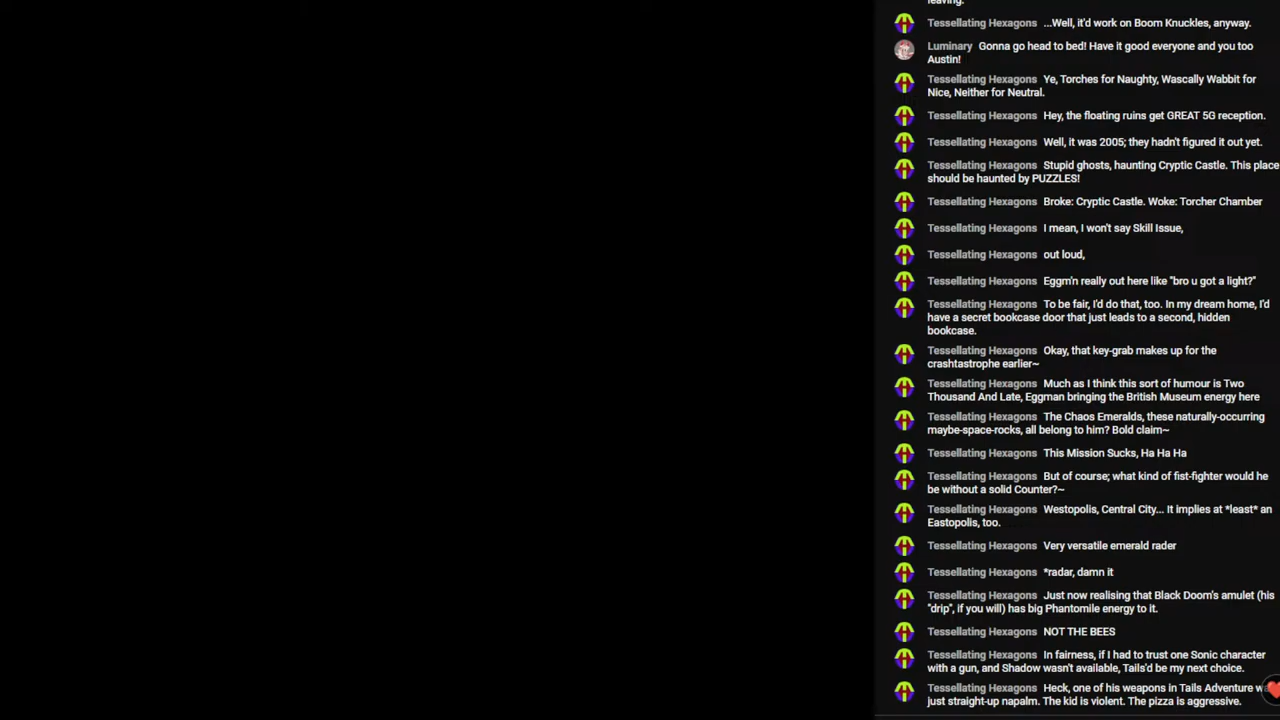 leaving.
Tessellating Hexagons ...Well, it'd work on Boom Knuckles, anyway.
Luminary Gonna go head to bed! Have it good everyone and you too
Austin!
Tessellating Hexagons Ye, Torches for Naughty, Wascally Wabbit for
Nice, Neither for Neutral.
Tessellating Hexagons Hey, the floating ruins get GREAT 5G reception.
Tessellating Hexagons Well, it was 2005; they hadn't figured it out yet.
Tessellating Hexagons Stupid ghosts, haunting Cryptic Castle. This place
should be haunted by PUZZLES!
Tessellating Hexagons Broke: Cryptic Castle. Woke: Torcher Chamber
Tessellating Hexagons I mean, I won't say Skill Issue,
Tessellating Hexagons out loud,
Tessellating Hexagons Eggm'n really out here like "bro u got a light?"
Tessellating Hexagons To be fair, I'd do that, too. In my dream home, I'd
have a secret bookcase door that just leads to a second, hidden
bookcase.
Tessellating Hexagons Okay, that key-grab makes up for the
crashtastrophe earlier~
Tessellating Hexagons Much as I think this sort of humour is Two
Thousand And Late, Eggman bringing the British Museum energy here
Tessellating Hexagons The Chaos Emeralds, these naturally-occurring
maybe-space-rocks, all belong to him? Bold claim~
Tessellating Hexagons This Mission Sucks, Ha Ha Ha
Tessellating Hexagons But of course; what kind of fist-fighter would he
be without a solid Counter?~
Tessellating Hexagons Westopolis, Central City... It implies at *least* an
Eastopolis, too.
Tessellating Hexagons Very versatile emerald rader
Tessellating Hexagons *radar, damn it
Tessellating Hexagons Just now realising that Black Doom's amulet (his
"drip", if you will) has big Phantomile energy to it.
Tessellating Hexagons NOT THE BEES
Tessellating Hexagons In fairness, if I had to trust one Sonic character
with a gun, and Shadow wasn't available, Tails'd be my next choice.
Tessellating Hexagons Heck, one of his weapons in Tails Adventure
just straight-up napalm. The kid is violent. The pizza is aggressive.